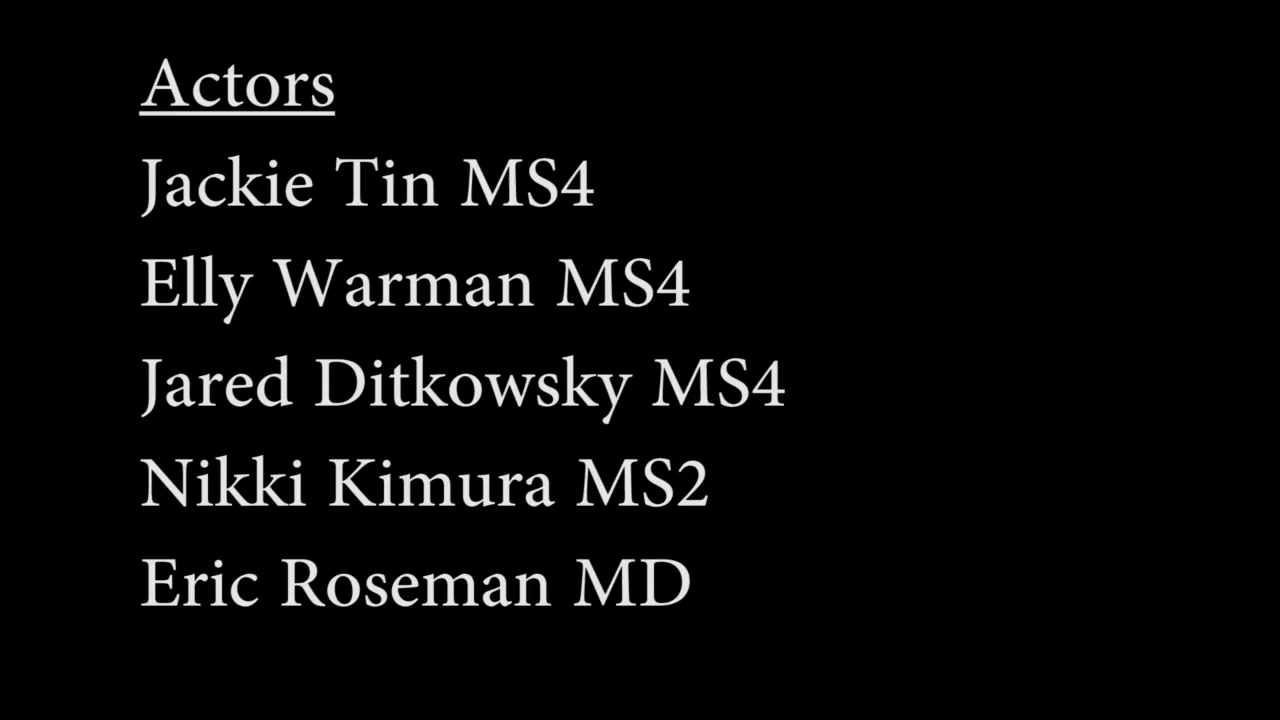 Actors
Jackie Tin MS4
Elly Warman MS4
Jared Ditkowsky MS4
Nikki Kimura MS2
Eric Roseman MD